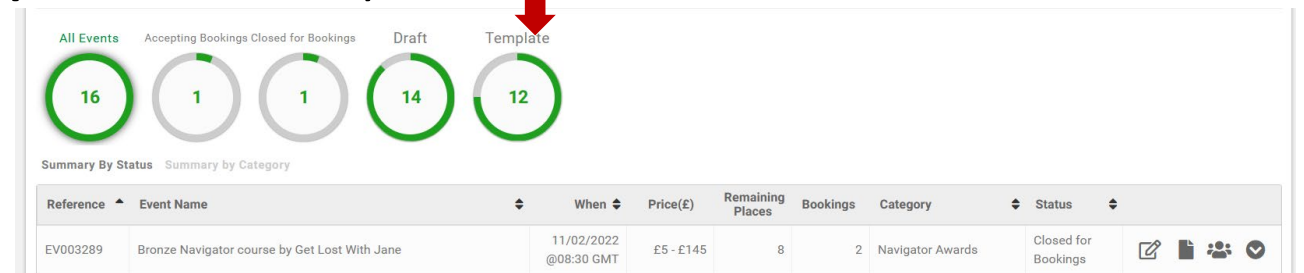 All Events Accepting Bookings Closed for Bookings Draft Template
16 1 1 14 12
Summary By Status Summary by Category
Reference Event Name When Price(£) Remaining Places Bookings Category Status
EV003289 Bronze Navigator course by Get Lost With Jane 11/02/2022 @08:30 GMT £5 - £145 8 2 Navigator Awards Closed for Bookings